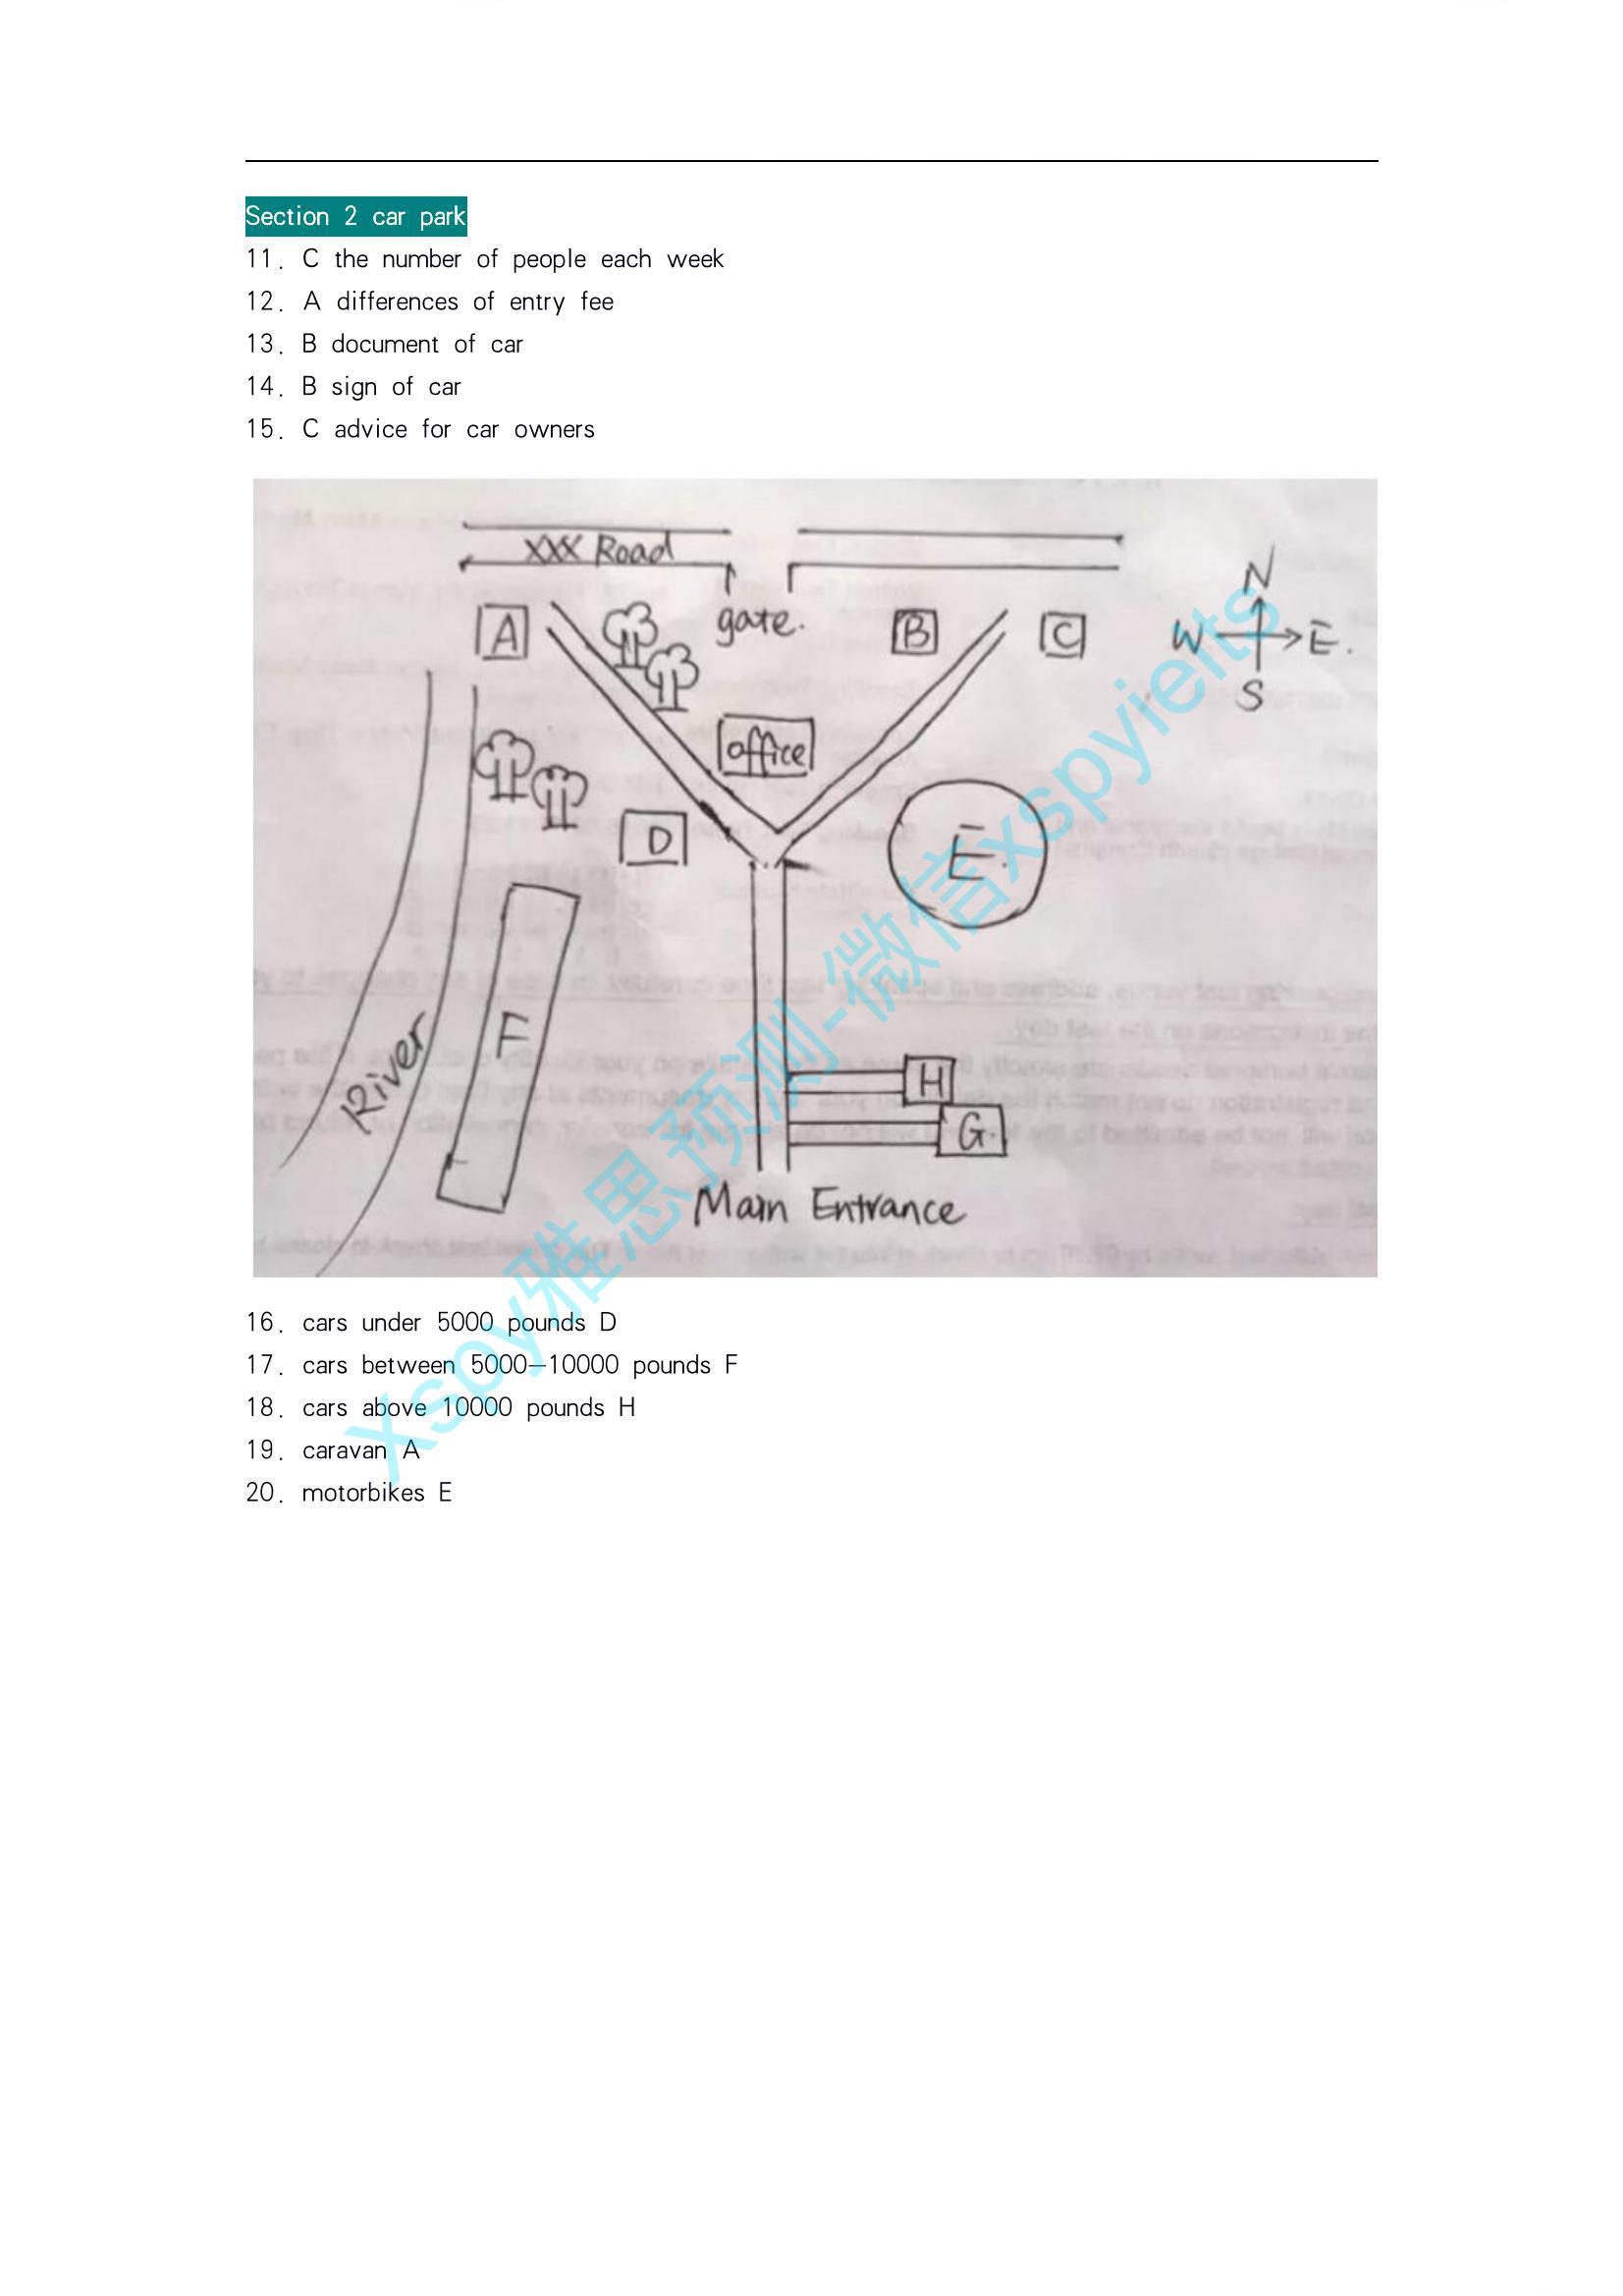 Section 2 car park
11. C the number of people each week
12. A differences of entry fee
13. B document of car
14. B sign of car
15. C advice for car owners
XXX Road
gate.
N
W E.
S
A
B
C
office
D
E.
F
River
H
G
Main Entrance
Xspy雅思预测-微信xspyielts
16. cars under 5000 pounds D
17. cars between 5000-10000 pounds F
18. cars above 10000 pounds H
19. caravan A
20. motorbikes E